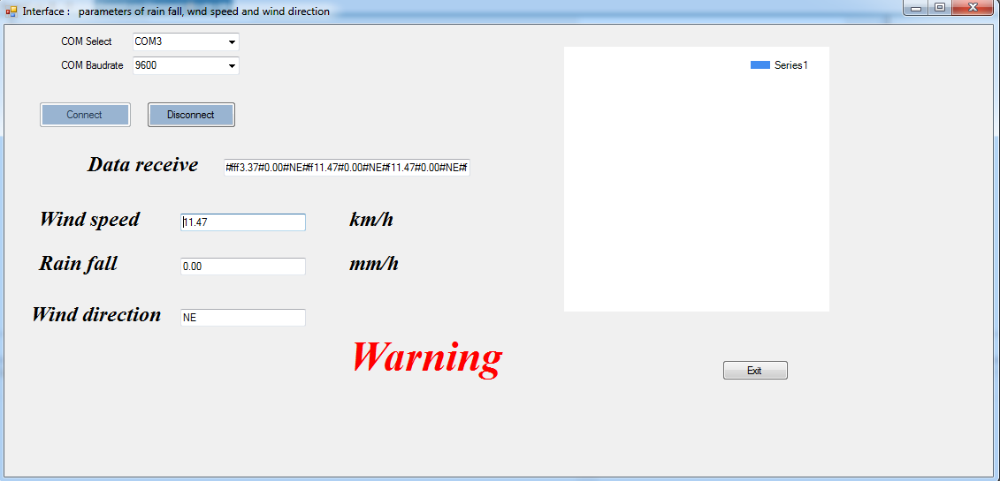 Interface : parameters of rain fall, wnd speed and wind direction
COM Select COM3
COM Baudrate 9600
Series1
Connect Disconnect
Data receive #fff3.37#0.00#NE#ff11.47#0.00#NE#f11.47#0.00#NE#f
Wind speed 11.47 km/h
Rain fall 0.00 mm/h
Wind direction NE
Warning
Exit